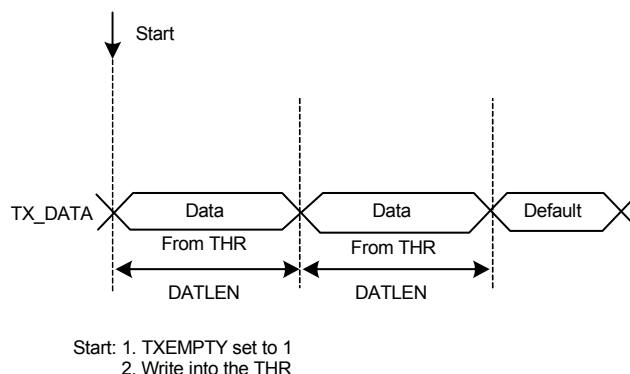 Start
TX_DATA
Data
Data
Default
From THR
From THR
DATLEN
DATLEN
Start: 1. TXEMPTY set to 1
2. Write into the THR